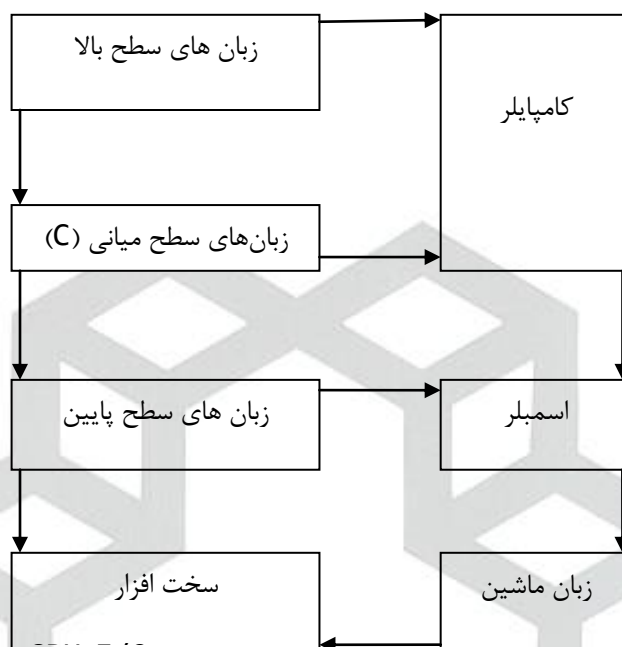 زبان های سطح بالا
کامپایلر
زبان‌های سطح میانی (C)
زبان های سطح پایین
اسمبلر
سخت افزار
زبان ماشین